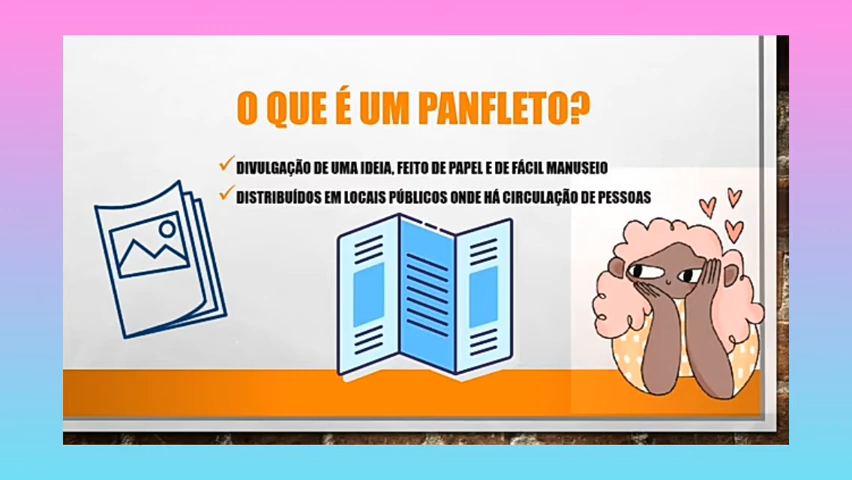 O QUE É UM PANFLETO?
DIVULGAÇÃO DE UMA IDEIA, FEITO DE PAPEL E DE FÁCIL MANUSEIO
DISTRIBUÍDOS EM LOCAIS PÚBLICOS ONDE HÁ CIRCULAÇÃO DE PESSOAS